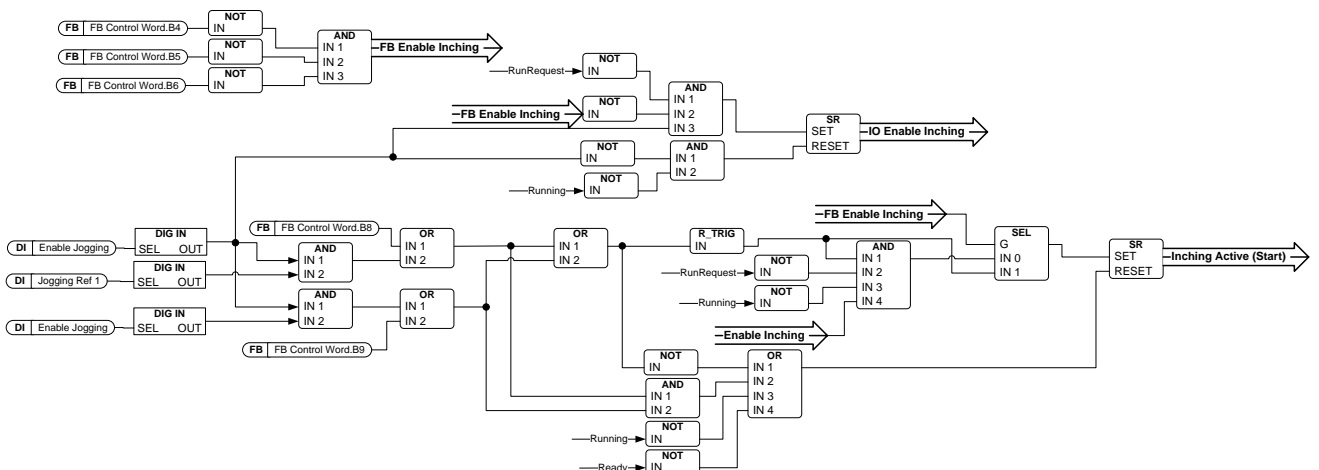 NOT
FB FB Control Word.B4 IN
AND
NOT IN 1 FB Enable Inching
FB FB Control Word.B5 IN IN 2
NOT IN 3
FB FB Control Word.B6 IN
NOT
RunRequest IN
AND
IN 1
NOT
FB Enable Inching IN IN 2
IN 3
SR
SET IO Enable Inching
RESET
NOT
IN
AND
IN 1
IN 2
NOT
Running IN
FB Enable Inching
FB FB Control Word.B8
DIG IN
DI Enable Jogging SEL OUT
AND
IN 1
IN 2
OR
IN 1
IN 2
OR
IN 1
IN 2
R_TRIG
IN
AND
IN 1
IN 2
IN 3
IN 4
SEL
G
IN 0
IN 1
SR
SET Inching Active (Start)
RESET
DIG IN
DI Jogging Ref 1 SEL OUT
NOT
RunRequest IN
NOT
Running IN
AND
IN 1
IN 2
OR
IN 1
IN 2
DIG IN
DI Enable Jogging SEL OUT
Enable Inching
FB FB Control Word.B9
NOT
IN
OR
IN 1
IN 2
IN 3
IN 4
AND
IN 1
IN 2
NOT
Running IN
NOT
Ready IN